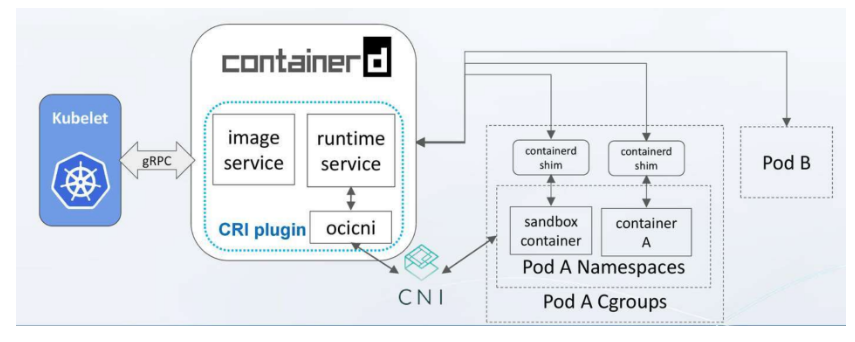 containerd
Kubelet
gRPC
image
service
runtime
service
CRI plugin
ocicni
CNI
containerd
shim
containerd
shim
sandbox
container
container
A
Pod A Namespaces
Pod A Cgroups
Pod B